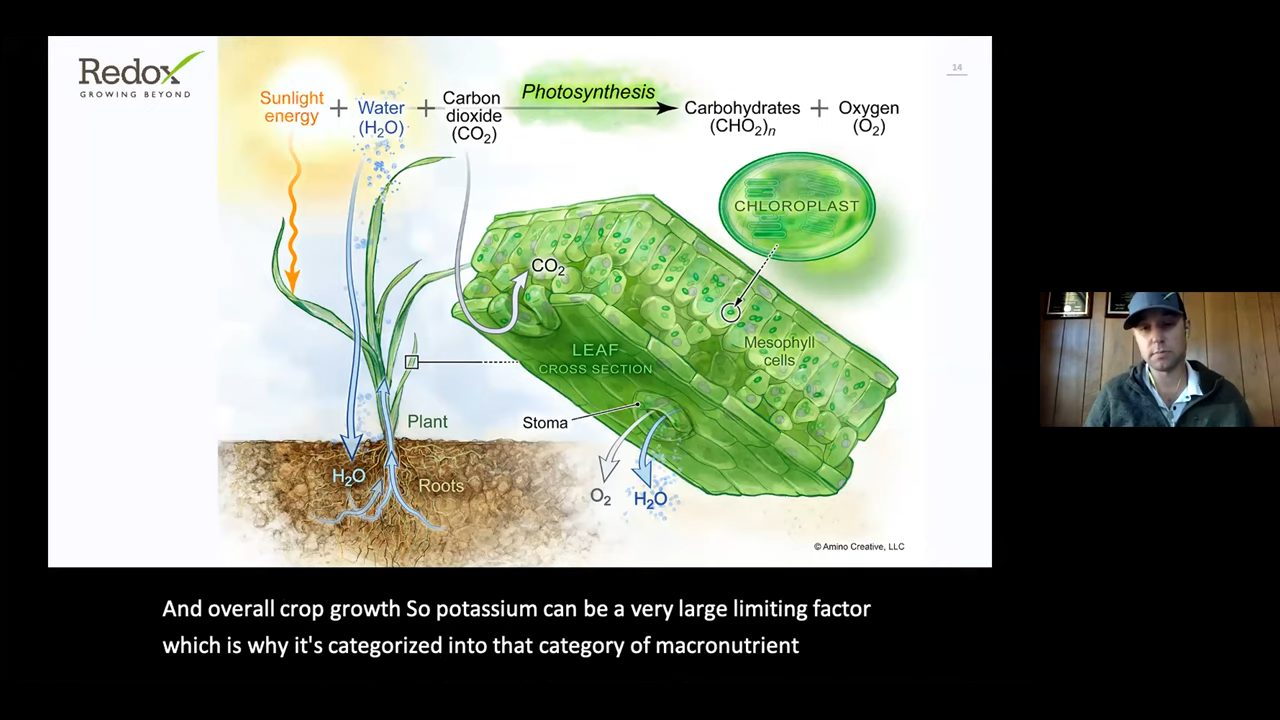 Redox
GROWING BEYOND
14
Sunlight
energy
+
Water
(H₂O)
+
Carbon
dioxide
(CO₂)
Photosynthesis
Carbohydrates
(CHO₂)n
+
Oxygen
(O₂)
CHLOROPLAST
CO₂
Mesophyll
cells
LEAF
CROSS SECTION
Stoma
Plant
H₂O
Roots
O₂
H₂O
© Amino Creative, LLC
And overall crop growth So potassium can be a very large limiting factor
which is why it's categorized into that category of macronutrient